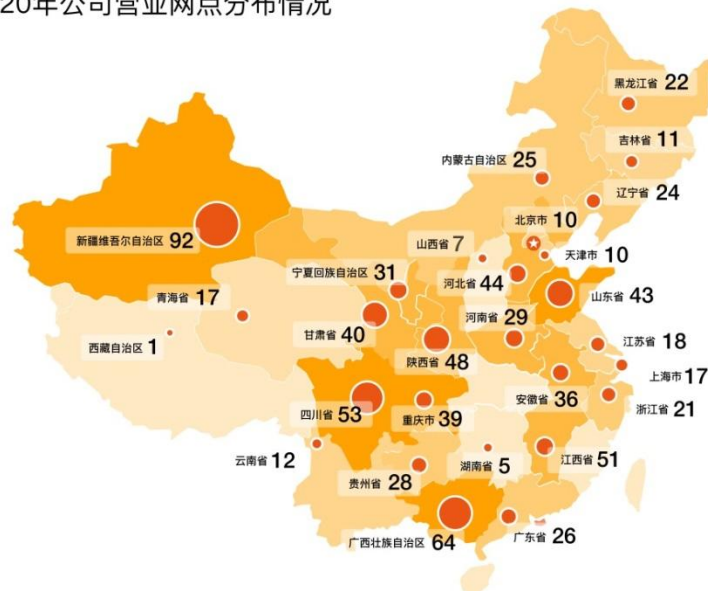 20年公司营业网点分布情况
黑龙江省 22
吉林省 11
内蒙古自治区 25
辽宁省 24
北京市 10
新疆维吾尔自治区 92
山西省 7
天津市 10
宁夏回族自治区 31
河北省 44
山东省 43
青海省 17
河南省 29
甘肃省 40
江苏省 18
西藏自治区 1
陕西省 48
上海市 17
安徽省 36
浙江省 21
四川省 53
重庆市 39
云南省 12
湖南省 5
江西省 51
贵州省 28
广东省 26
广西壮族自治区 64